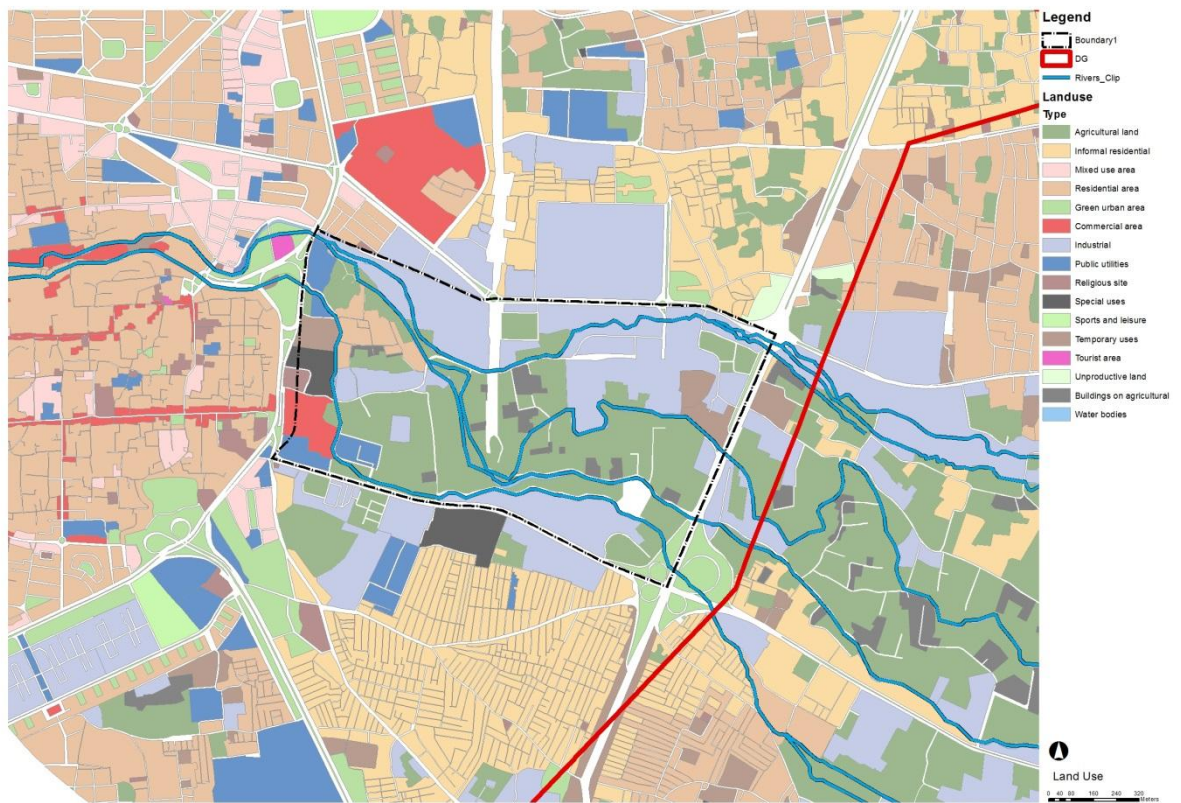 Legend
Boundary1
DG
Rivers_Clip
Landuse
Type
Agricultural land
Informal residential
Mixed use area
Residential area
Green urban area
Commercial area
Industrial
Public utilities
Religious site
Special uses
Sports and leisure
Temporary uses
Tourist area
Unproductive land
Buildings on agricultural
Water bodies
Land Use
0 40 80 160 240 320
Meters